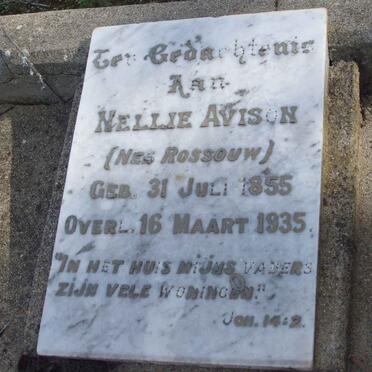 Ter Gedachtenis
Aan
NELLIE AVISON
(NEE ROSSOUW)
GEB. 31 JULI 1855
OVERL. 16 MAART 1935
"IN HET HUIS MIJNS VADERS
ZIJN VELE WONINGEN."
JOH. 14:2.